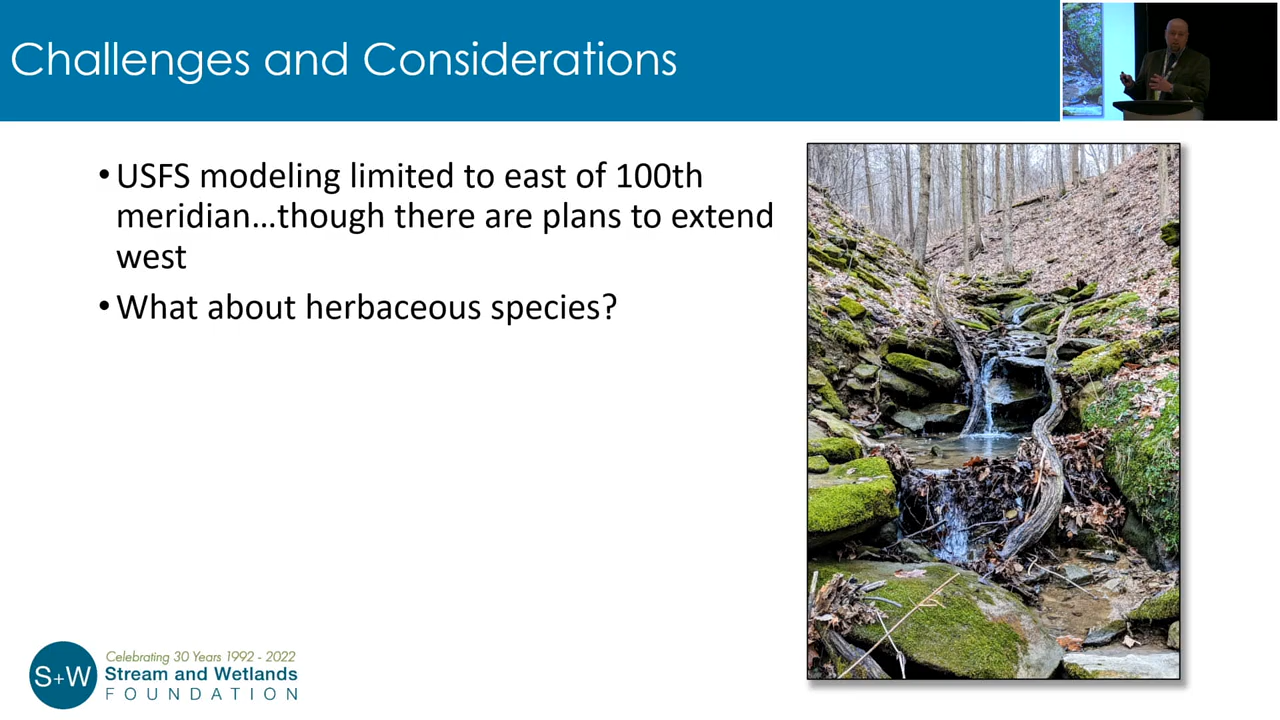 Challenges and Considerations
•USFS modeling limited to east of 100th
meridian...though there are plans to extend
west
•What about herbaceous species?
S+W
Celebrating 30 Years 1992 - 2022
Stream and Wetlands
FOUNDATION